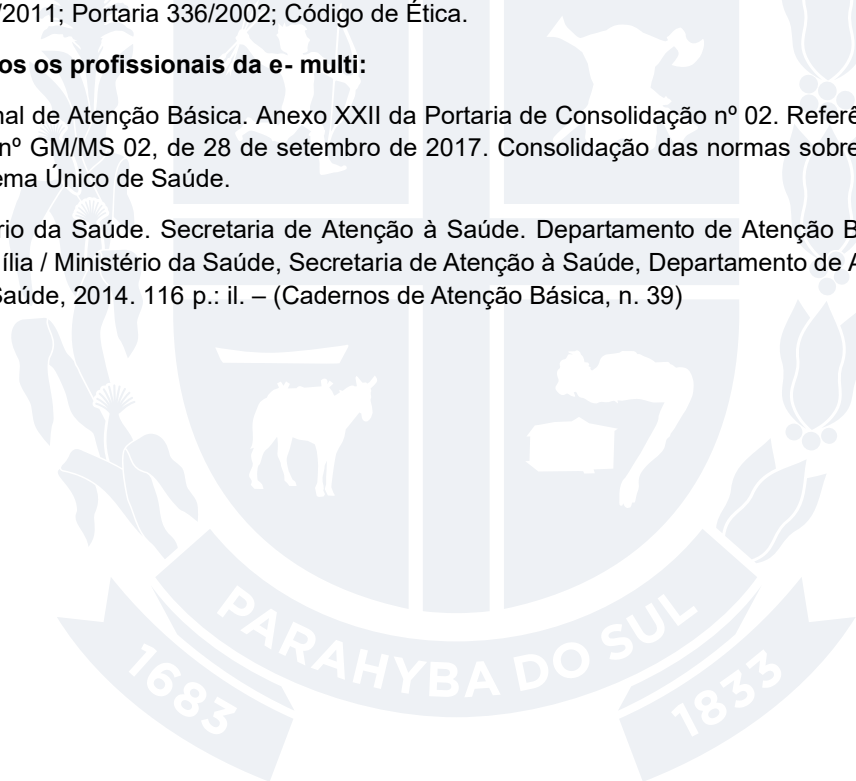 /2011; Portaria 336/2002; Código de Ética.
os os profissionais da e- multi:
nal de Atenção Básica. Anexo XXII da Portaria de Consolidação nº 02. Referê
nº GM/MS 02, de 28 de setembro de 2017. Consolidação das normas sobre
ema Único de Saúde.
rio da Saúde. Secretaria de Atenção à Saúde. Departamento de Atenção B
ília / Ministério da Saúde, Secretaria de Atenção à Saúde, Departamento de A
Saúde, 2014. 116 p.: il. – (Cadernos de Atenção Básica, n. 39)
PARAHYBA DO SUL
1683
1833